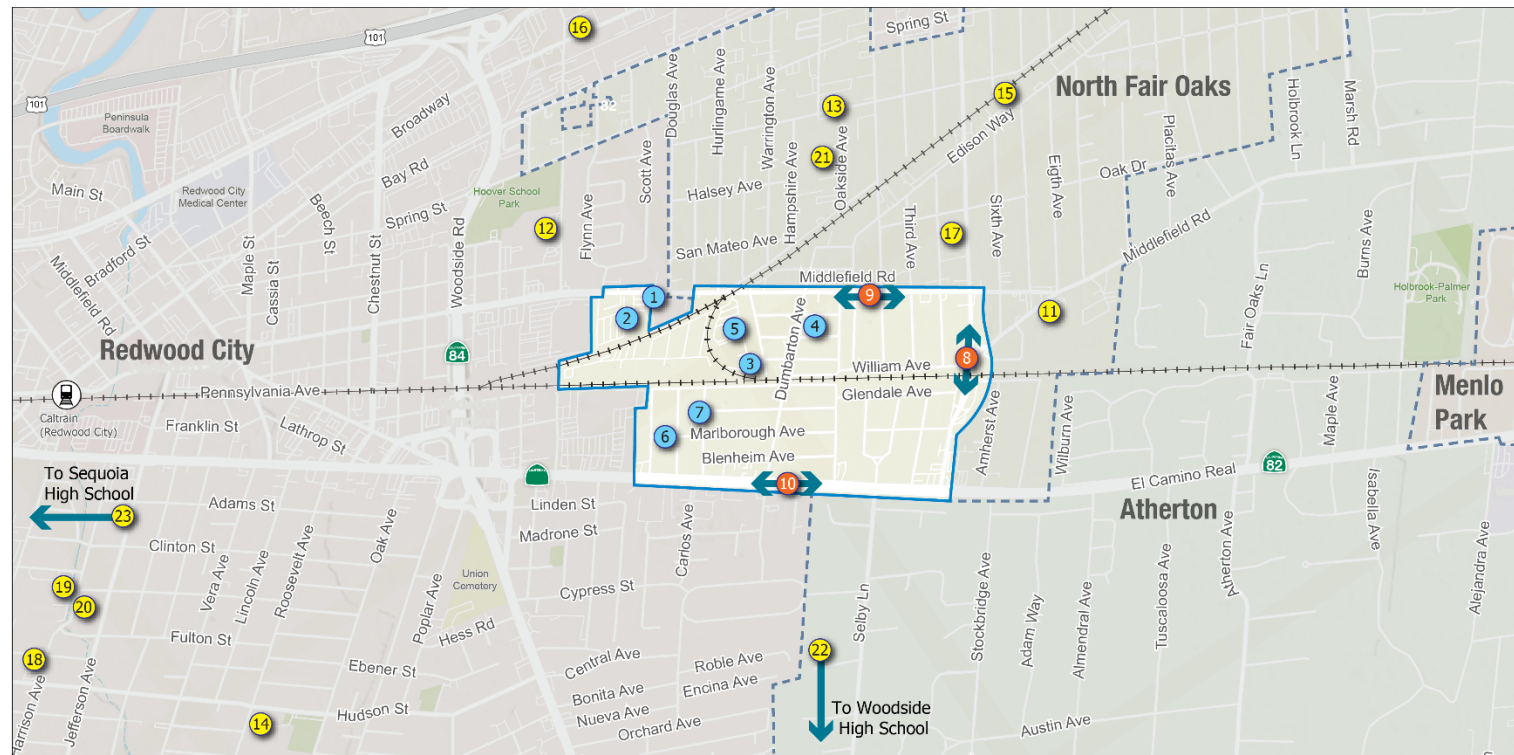 16
101
Spring St
Douglas Ave
North Fair Oaks
Holbrook Ln
Marsh Rd
101
Peninsula
Boardwalk
Broadway
32
Hurlingame Ave
Warrington Ave
13
15
Edison Way
Placitas Ave
Main St
Redwood City
Medical Center
Bay Rd
Hoover School
Park
Scott Ave
Halsey Ave
Hampshire Ave
21
Oakside Ave
Eigth Ave
Oak Dr
Beech St
Spring St
12
Flynn Ave
San Mateo Ave
Third Ave
17
Sixth Ave
Middlefield Rd
Burns Ave
Bradford St
Middlefield Rd
Maple St
Cassia St
Chestnut St
Woodside Rd
Middlefield Rd
Fair Oaks Ln
Holbrook-Palmer
Park
1
2
9
11
5
4
Dumbarton Ave
Redwood City
84
3
William Ave
8
Pennsylvania Ave
Glendale Ave
Menlo
Park
Caltrain
(Redwood City)
Franklin St
Lathrop St
7
6
Marlborough Ave
Blenheim Ave
Amherst Ave
Wilburn Ave
Maple Ave
82
El Camino Real
To Sequoia
High School
23
10
Adams St
Linden St
Madrone St
Atherton
Isabella Ave
Clinton St
Oak Ave
Carlos Ave
Union
Cemetery
19
20
Vera Ave
Lincoln Ave
Roosevelt Ave
Poplar Ave
Cypress St
Selby Ln
Stockbridge Ave
Adam Way
Almendral Ave
Tuscaloosa Ave
Atherton Ave
Alejandra Ave
Fulton St
Hess Rd
18
Harrison Ave
Jefferson Ave
Ebener St
Central Ave
Roble Ave
22
Bonita Ave
Encina Ave
14
Hudson St
Nueva Ave
Orchard Ave
To Woodside
High School
Austin Ave